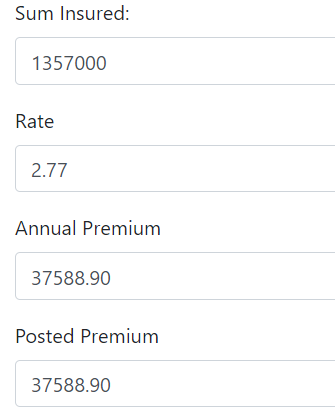 Sum Insured:
1357000
Rate
2.77
Annual Premium
37588.90
Posted Premium
37588.90